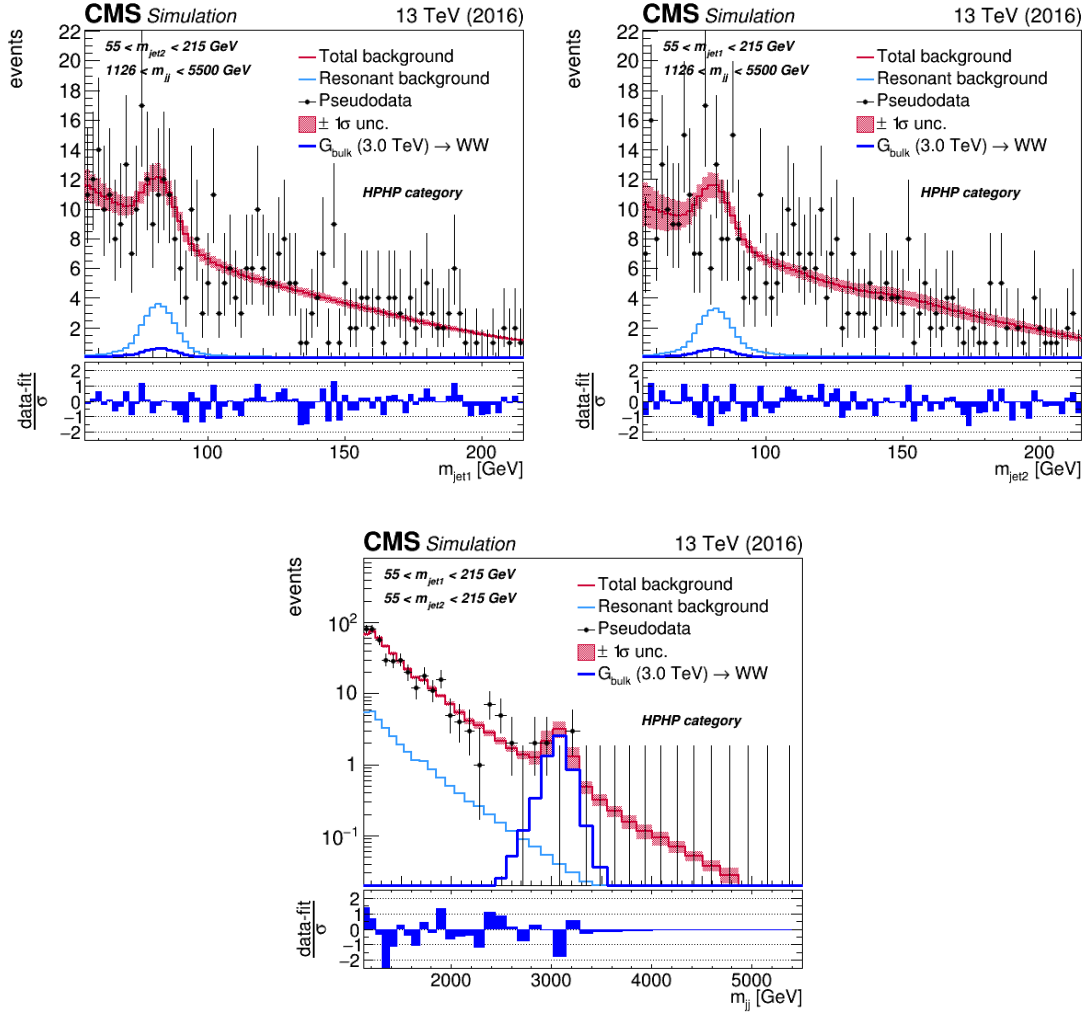 CMS Simulation 13 TeV (2016)
events
22
20
18
16
14
12
10
8
6
4
2
55 < m_jet2 < 215 GeV
1126 < m_jj < 5500 GeV
Total background
Resonant background
Pseudodata
± 1σ unc.
G_bulk (3.0 TeV) → WW
HPHP category
data-fit
σ
2
1
0
−1
−2
100 150 200
m_jet1 [GeV]
CMS Simulation 13 TeV (2016)
events
22
20
18
16
14
12
10
8
6
4
2
55 < m_jet1 < 215 GeV
1126 < m_jj < 5500 GeV
Total background
Resonant background
Pseudodata
± 1σ unc.
G_bulk (3.0 TeV) → WW
HPHP category
data-fit
σ
2
1
0
−1
−2
100 150 200
m_jet2 [GeV]
CMS Simulation 13 TeV (2016)
events
10²
10
1
10⁻¹
55 < m_jet1 < 215 GeV
55 < m_jet2 < 215 GeV
Total background
Resonant background
Pseudodata
± 1σ unc.
G_bulk (3.0 TeV) → WW
HPHP category
data-fit
σ
2
1
0
−1
−2
2000 3000 4000 5000
m_jj [GeV]